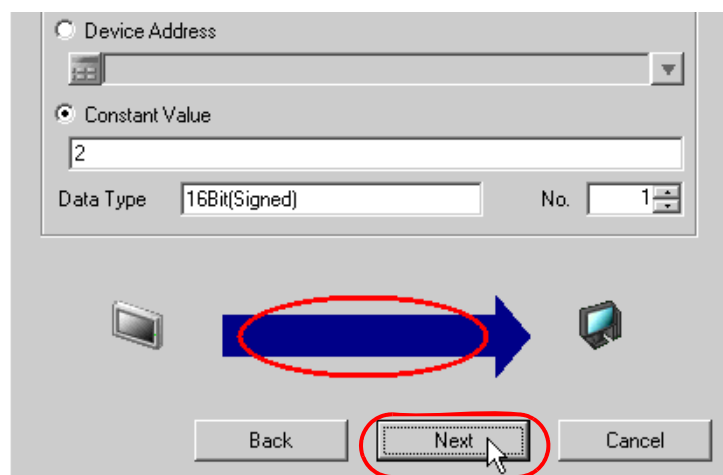 Device Address
Constant Value
2
Data Type 16Bit(Signed) No. 1
Back Next Cancel